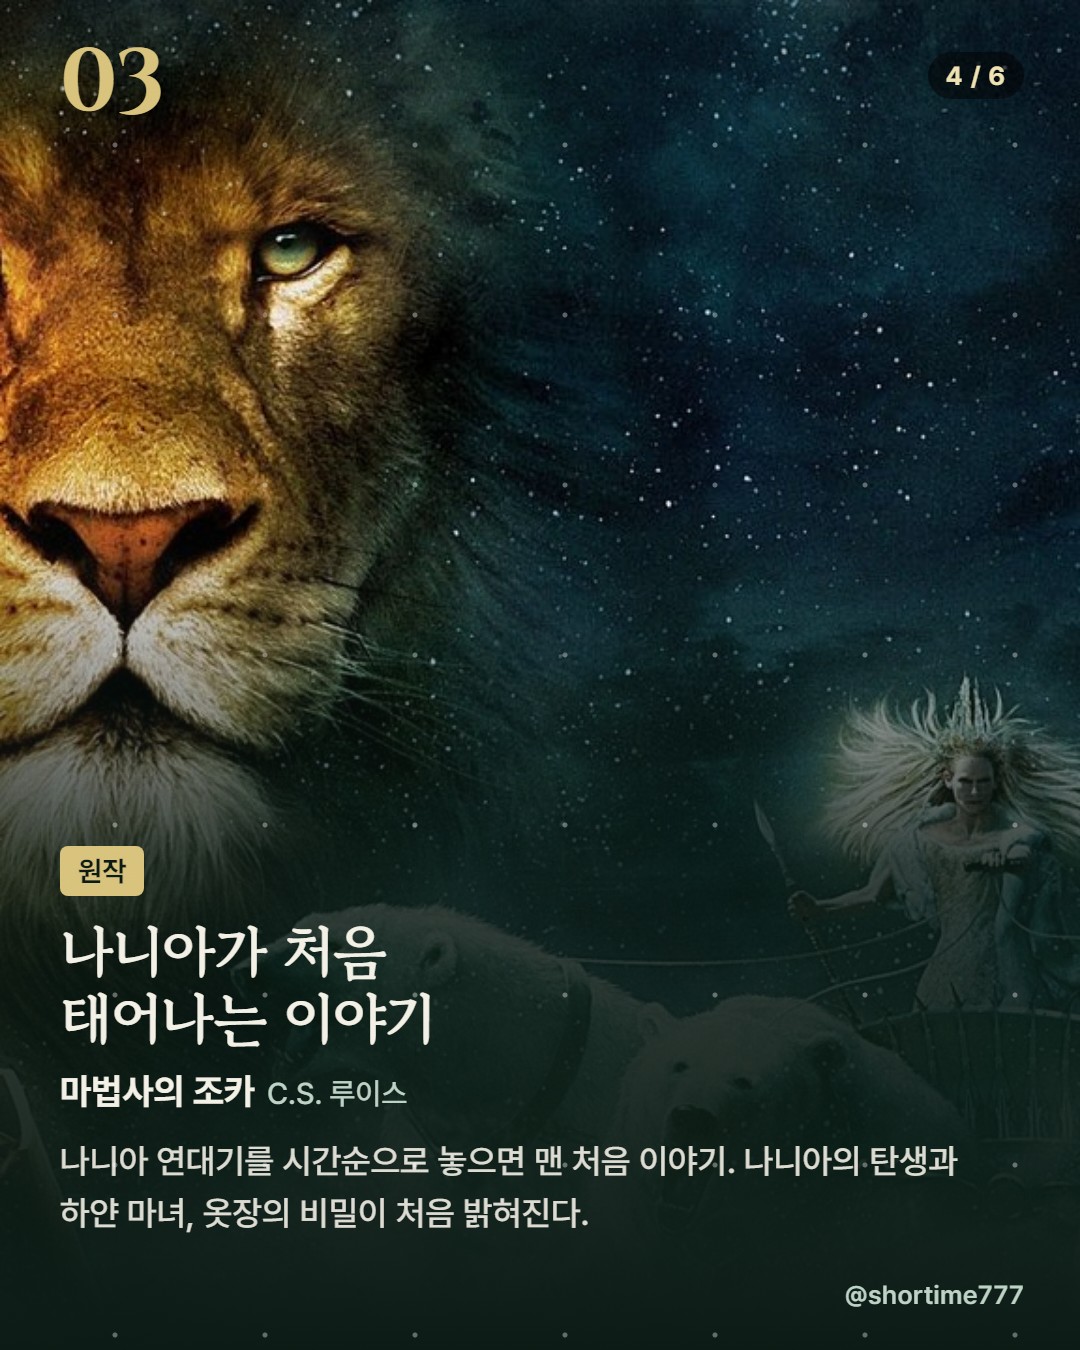 03
4 / 6
원작
나니아가 처음
태어나는 이야기
마법사의 조카 C.S. 루이스
나니아 연대기를 시간순으로 놓으면 맨 처음 이야기. 나니아의 탄생과
하얀 마녀, 옷장의 비밀이 처음 밝혀진다.
@shortime777